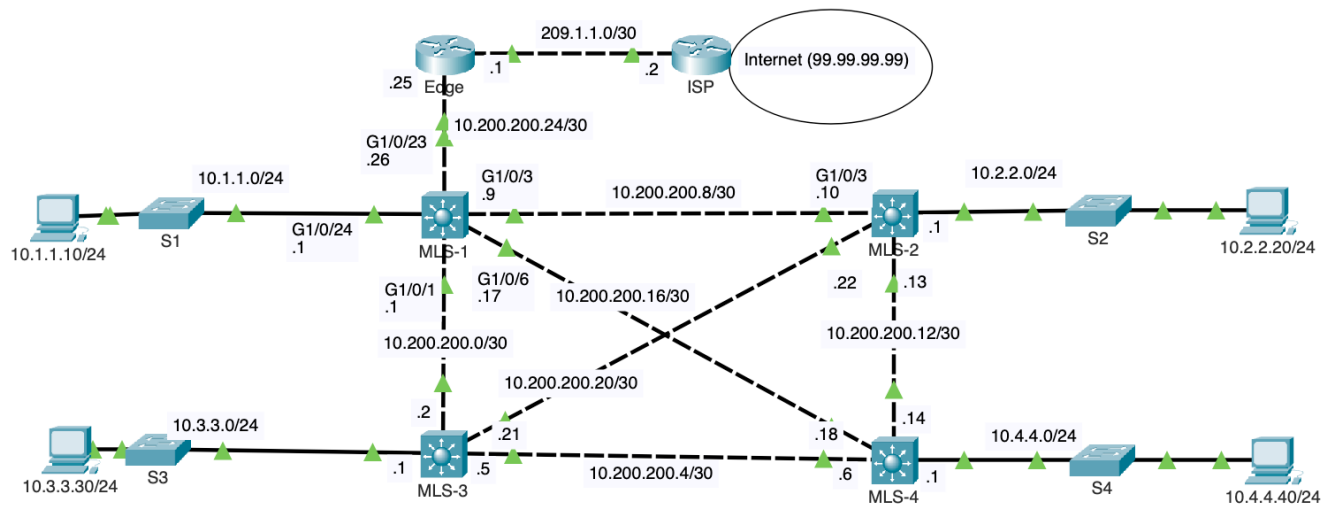 209.1.1.0/30
Internet (99.99.99.99)
.1
.2
.25
Edge
ISP
10.200.200.24/30
G1/0/23
.26
10.1.1.0/24
G1/0/3
.9
10.200.200.8/30
G1/0/3
.10
10.2.2.0/24
S1
G1/0/24
.1
MLS-1
MLS-2
.1
S2
10.1.1.10/24
10.2.2.20/24
G1/0/1
.1
G1/0/6
.17
10.200.200.16/30
.22
.13
10.200.200.0/30
10.200.200.12/30
10.200.200.20/30
.2
.14
10.3.3.0/24
.21
.18
10.4.4.0/24
S3
.1
.5
10.200.200.4/30
.6
.1
S4
10.3.3.30/24
MLS-3
MLS-4
10.4.4.40/24